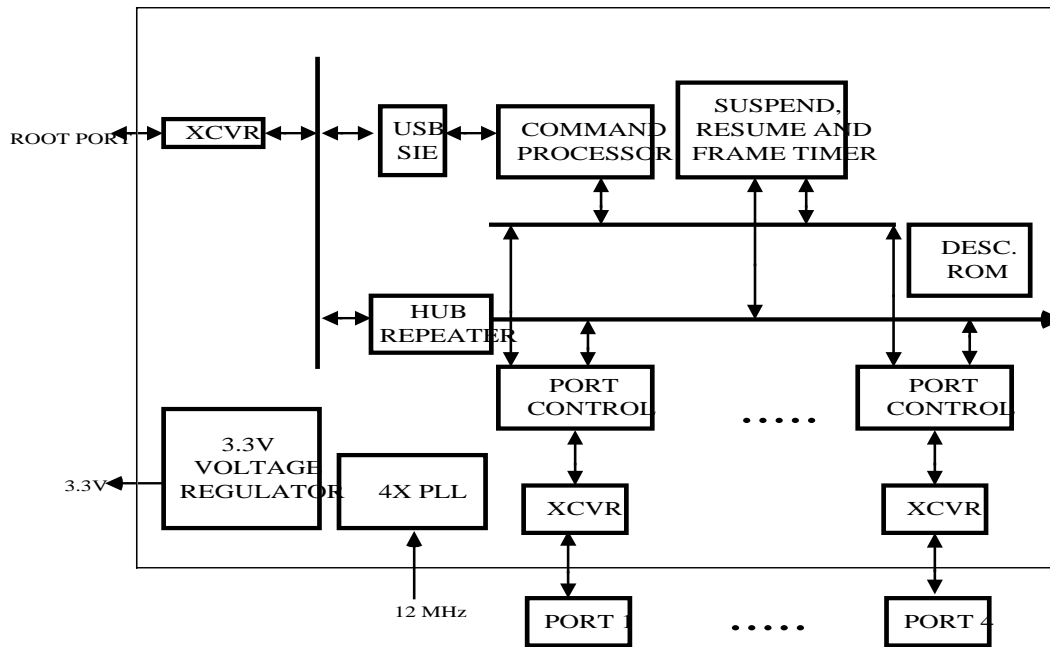 ROOT PORT
XCVR
USB
SIE
COMMAND
PROCESSOR
SUSPEND,
RESUME AND
FRAME TIMER
DESC.
ROM
HUB
REPEATER
PORT
CONTROL
.....
PORT
CONTROL
3.3V
3.3V
VOLTAGE
REGULATOR
4X PLL
XCVR
XCVR
12 MHz
PORT 1
.....
PORT 4